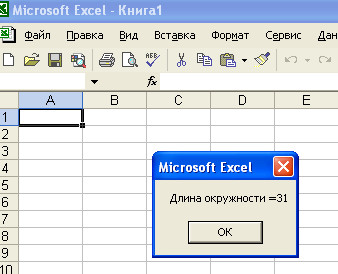 Microsoft Excel - Книга1
Файл Правка Вид Вставка Формат Сервис Дан
ABC
fx
A B C D E
1
2
3
4
5
6
7
8
9
10
Microsoft Excel
Длина окружности =31
OK